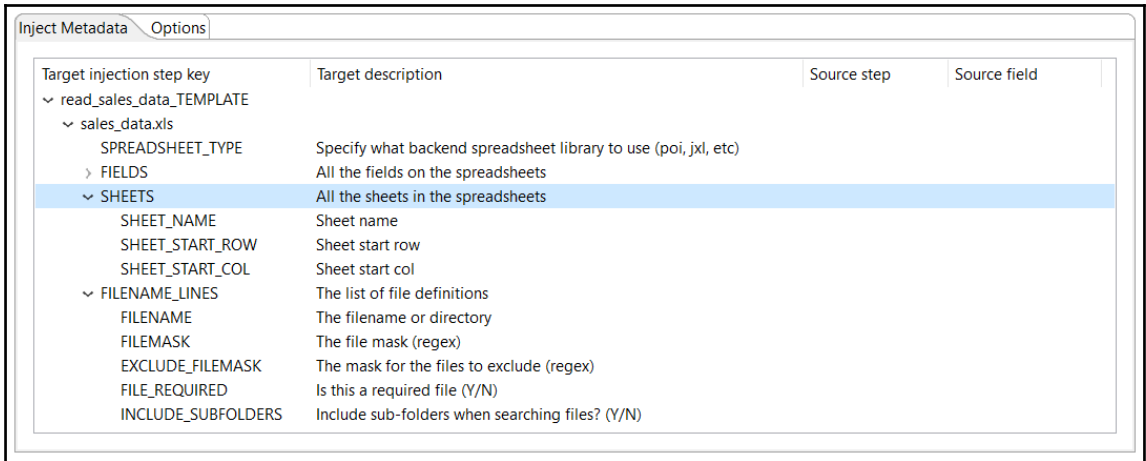 Inject Metadata Options
Target injection step key Target description Source step Source field
read_sales_data_TEMPLATE
sales_data.xls
SPREADSHEET_TYPE Specify what backend spreadsheet library to use (poi, jxl, etc)
FIELDS All the fields on the spreadsheets
SHEETS All the sheets in the spreadsheets
SHEET_NAME Sheet name
SHEET_START_ROW Sheet start row
SHEET_START_COL Sheet start col
FILENAME_LINES The list of file definitions
FILENAME The filename or directory
FILEMASK The file mask (regex)
EXCLUDE_FILEMASK The mask for the files to exclude (regex)
FILE_REQUIRED Is this a required file (Y/N)
INCLUDE_SUBFOLDERS Include sub-folders when searching files? (Y/N)